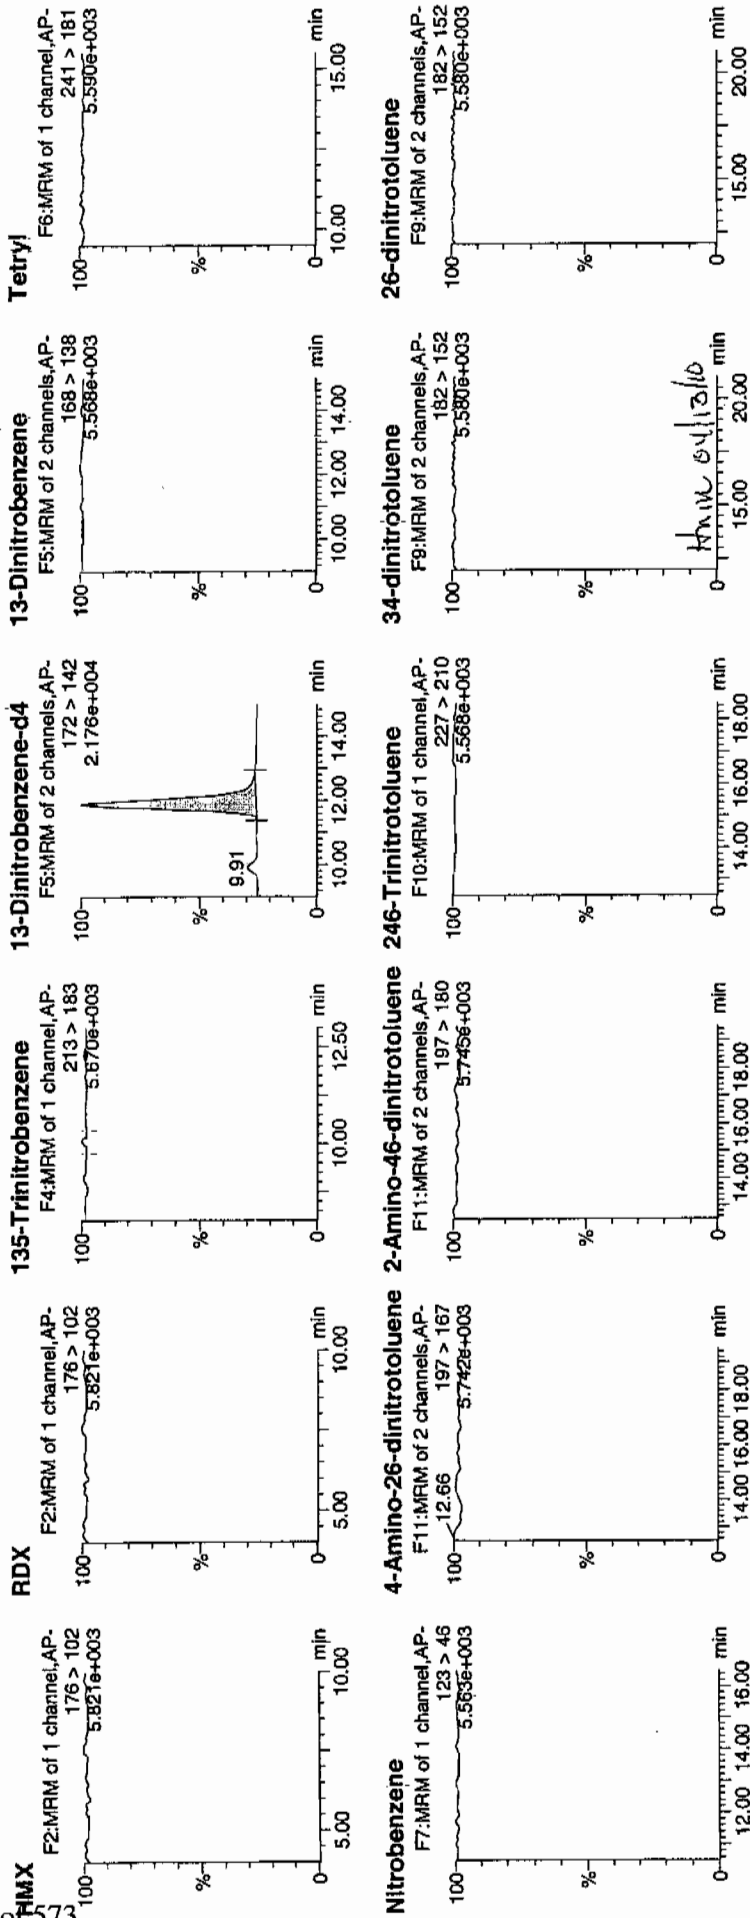 HMX
F2:MRM of 1 channel,AP-
176 > 102
5.821e+003
100
%
0
5.00
10.00
min
RDX
F2:MRM of 1 channel,AP-
176 > 102
5.821e+003
100
%
0
5.00
10.00
min
135-Trinitrobenzene
F4:MRM of 1 channel,AP-
213 > 183
5.670e+003
100
%
0
10.00
12.50
min
13-Dinitrobenzene-d4
F5:MRM of 2 channels,AP-
172 > 142
2.176e+004
100
9.91
%
0
10.00
12.00
14.00
min
13-Dinitrobenzene
F5:MRM of 2 channels,AP-
168 > 138
5.568e+003
100
%
0
10.00
12.00
14.00
min
Tetryl
F6:MRM of 1 channel,AP-
241 > 181
5.590e+003
100
%
0
10.00
15.00
min
Nitrobenzene
F7:MRM of 1 channel,AP-
123 > 46
5.563e+003
100
%
0
12.00
14.00
16.00
min
4-Amino-26-dinitrotoluene
F11:MRM of 2 channels,AP-
197 > 167
5.742e+003
100
12.66
%
0
14.00
16.00
18.00
min
2-Amino-46-dinitrotoluene
F11:MRM of 2 channels,AP-
197 > 180
5.745e+003
100
%
0
14.00
16.00
18.00
min
246-Trinitrotoluene
F10:MRM of 1 channel,AP-
227 > 210
5.568e+003
100
%
0
14.00
16.00
18.00
min
34-dinitrotoluene
F9:MRM of 2 channels,AP-
182 > 152
5.580e+003
100
%
0
15.00
20.00
min
04/13/10
26-dinitrotoluene
F9:MRM of 2 channels,AP-
182 > 152
5.580e+003
100
%
0
15.00
20.00
min
573